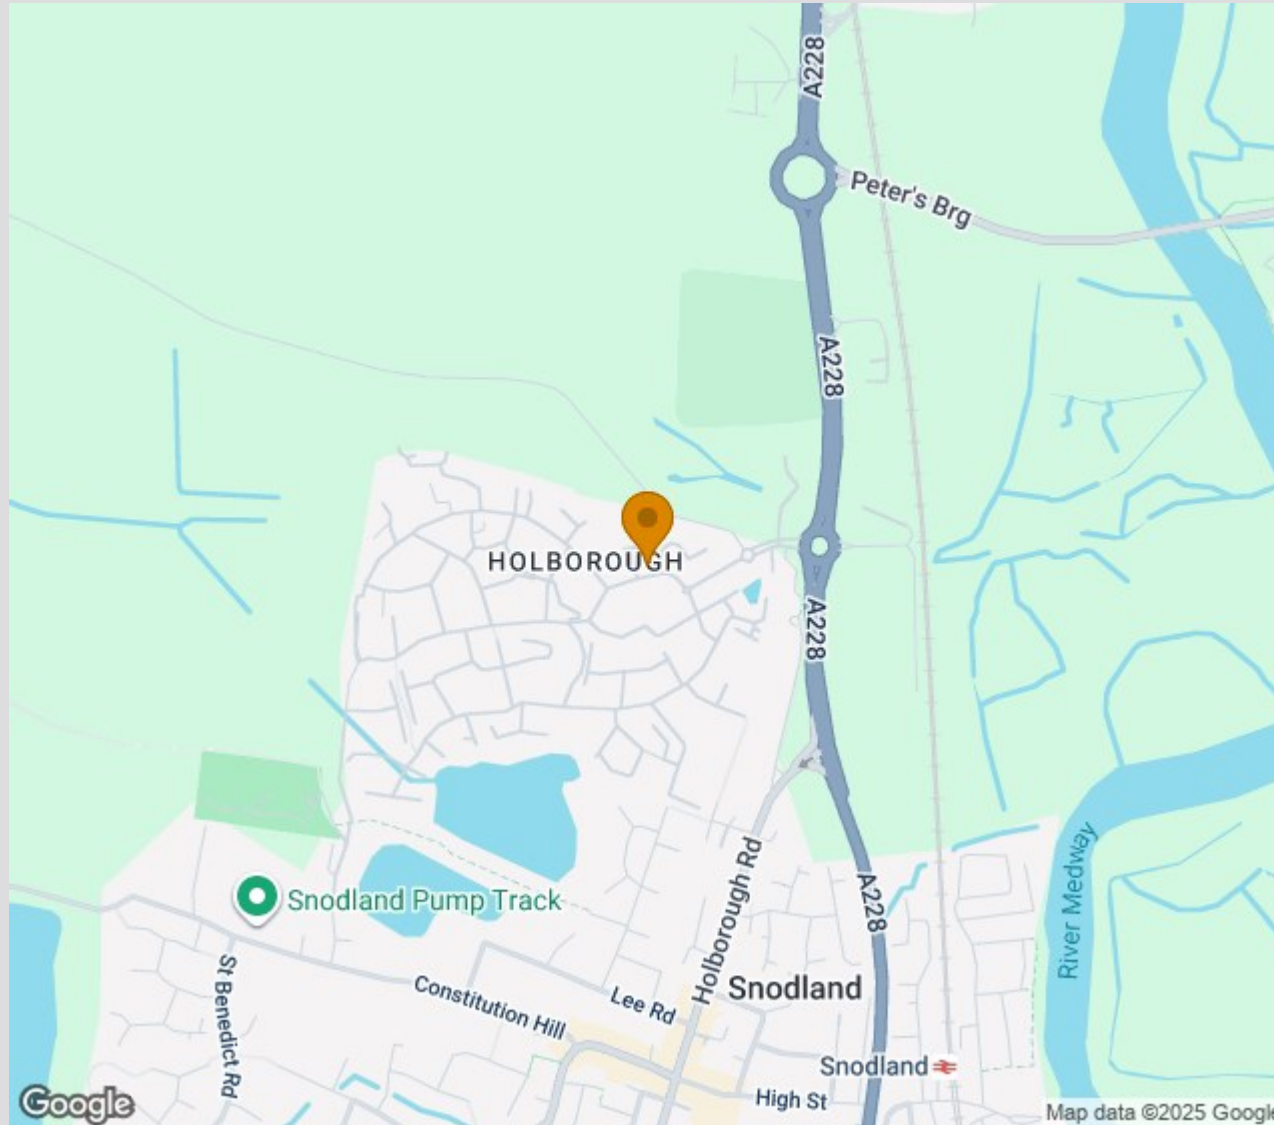 A228
Peter's Brg
A228
HOLBOROUGH
A228
Holborough Rd
A228
River Medway
Snodland Pump Track
St Benedict Rd
Constitution Hill
Lee Rd
Snodland
Snodland
High St
Google
Map data ©2025 Google